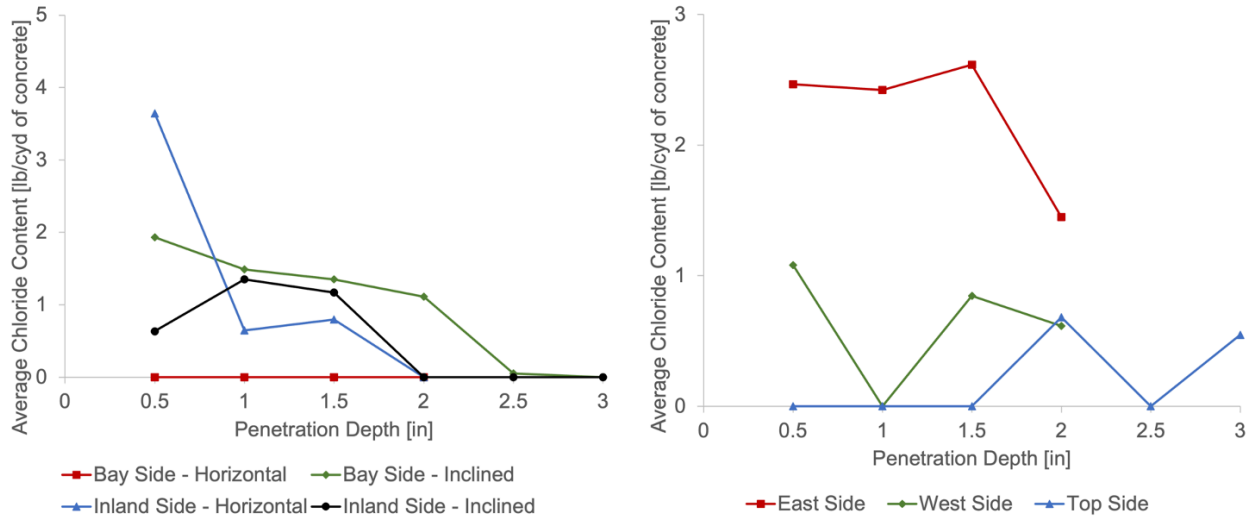 Average Chloride Content [lb/cyd of concrete]
5
4
3
2
1
0
0 0.5 1 1.5 2 2.5 3
Penetration Depth [in]
Bay Side - Horizontal Bay Side - Inclined
Inland Side - Horizontal Inland Side - Inclined
Average Chloride Content [lb/cyd of concrete]
3
2
1
0
0 0.5 1 1.5 2 2.5 3
Penetration Depth [in]
East Side West Side Top Side